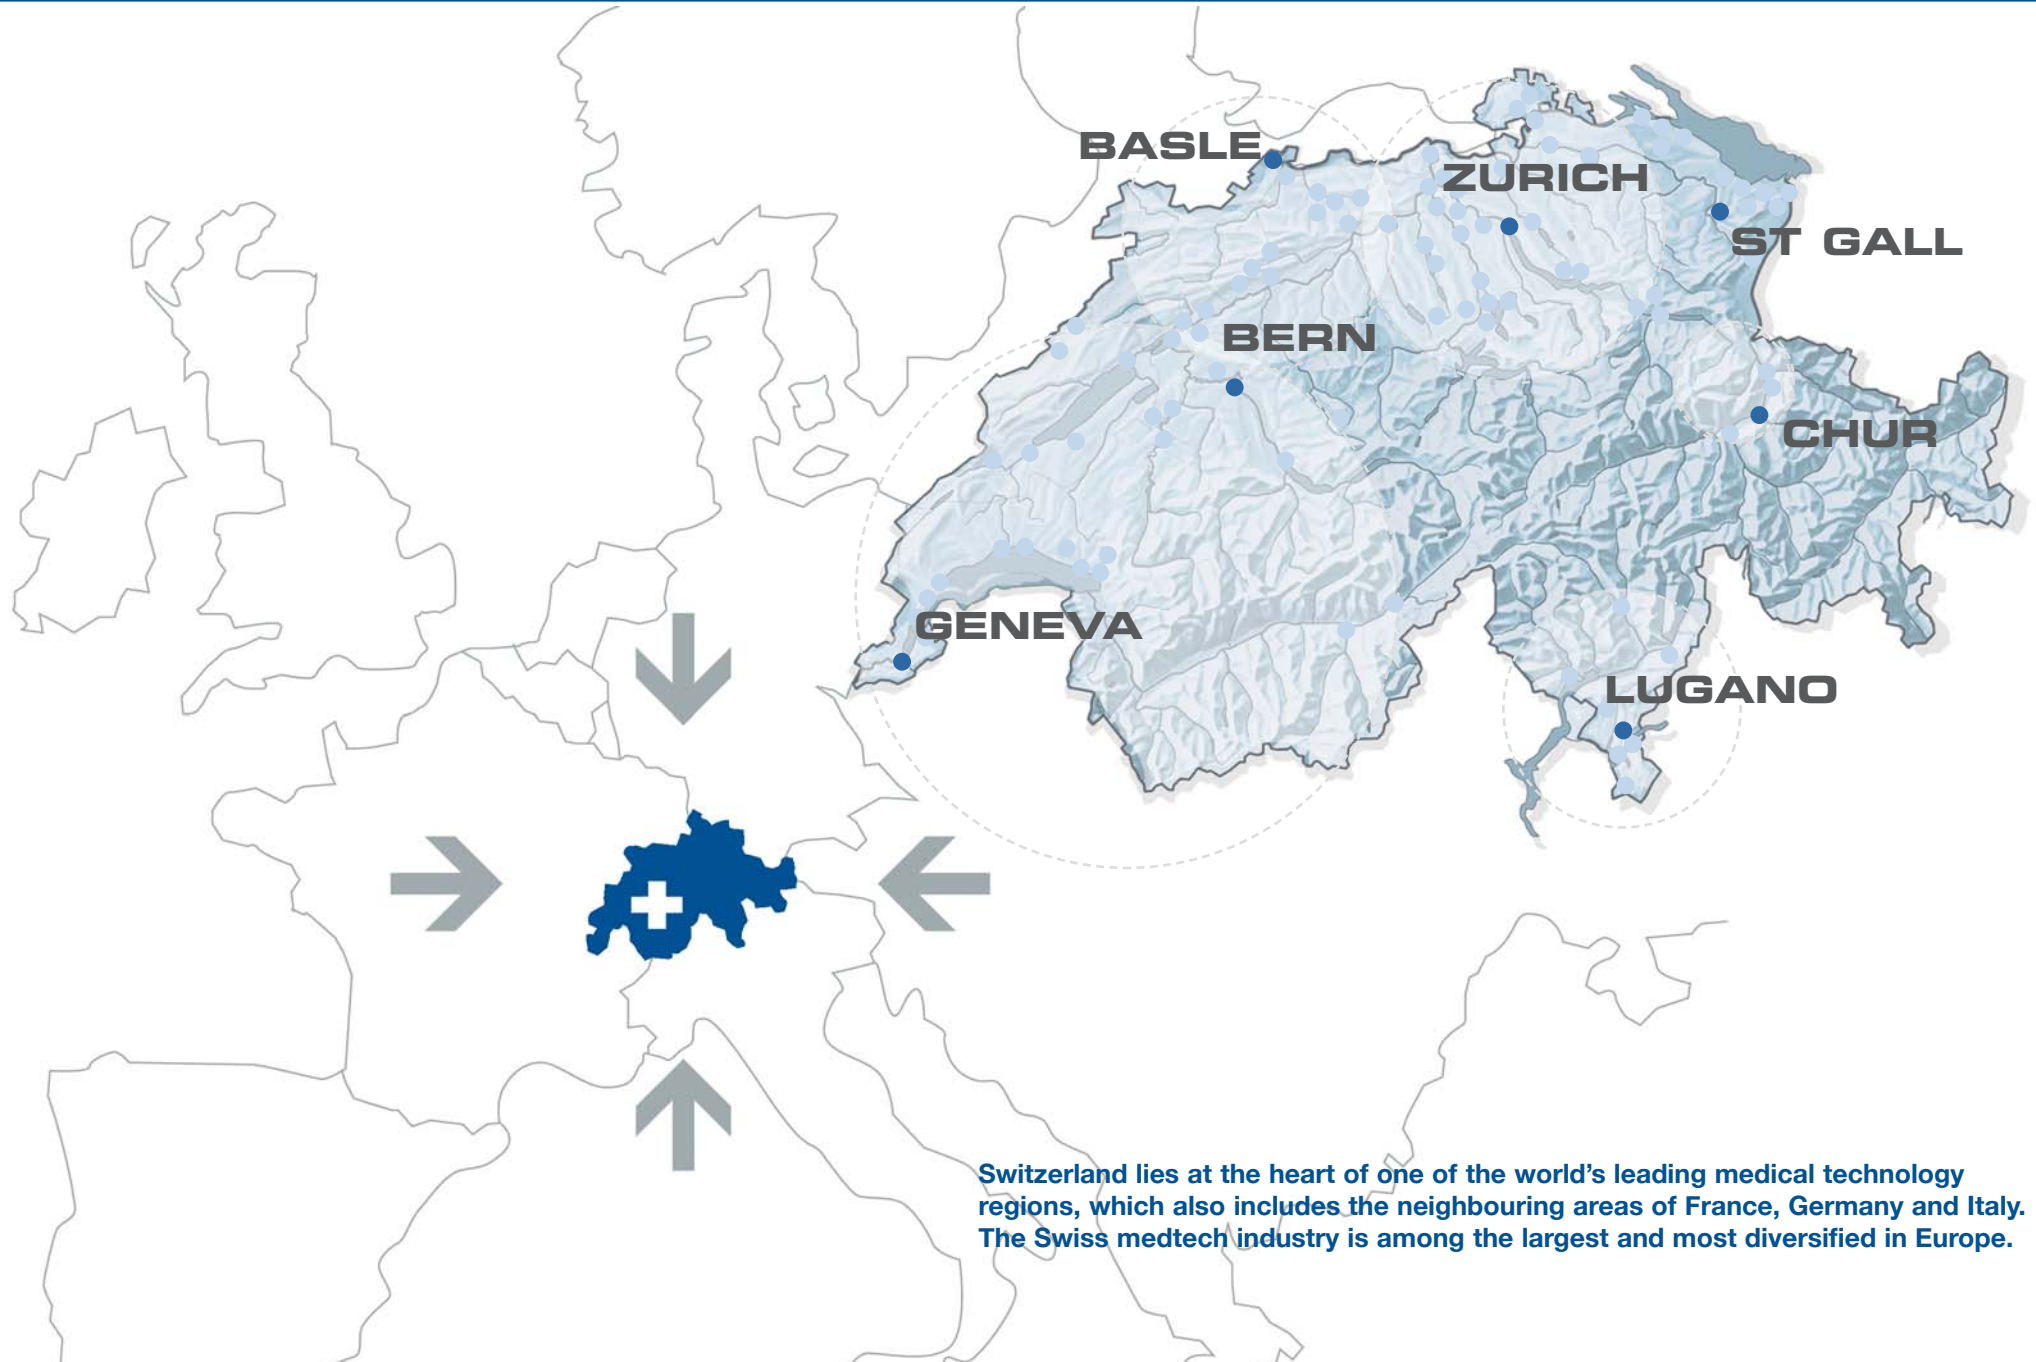 BASLE
ZURICH
ST GALL
BERN
CHUR
GENEVA
LUGANO
Switzerland lies at the heart of one of the world’s leading medical technology
regions, which also includes the neighbouring areas of France, Germany and Italy.
The Swiss medtech industry is among the largest and most diversified in Europe.